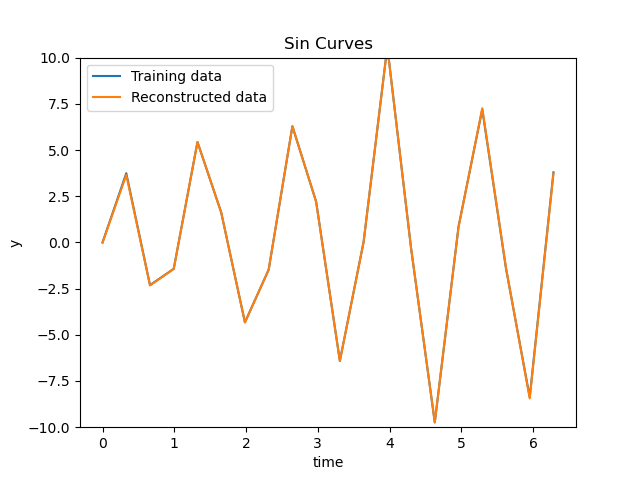 Sin Curves
Training data
Reconstructed data
10.0
7.5
5.0
2.5
0.0
−2.5
−5.0
−7.5
−10.0
y
0 1 2 3 4 5 6
time